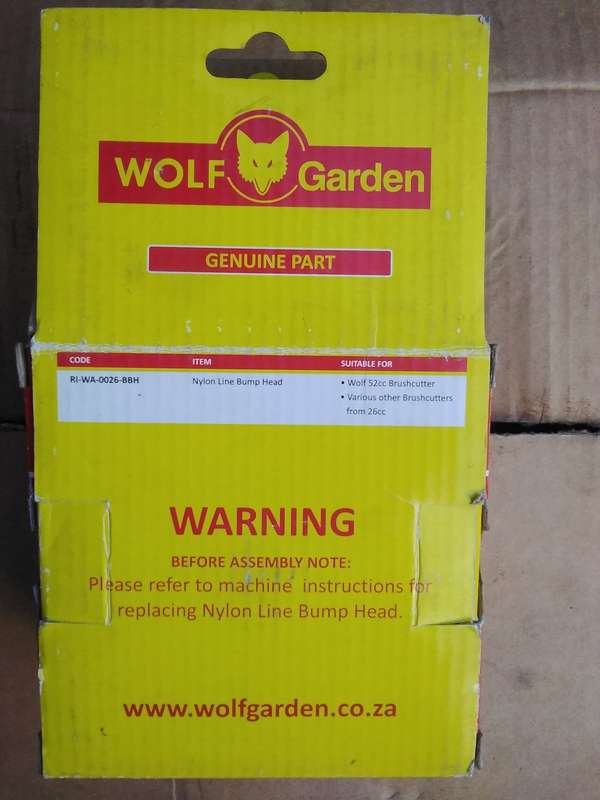 WOLF Garden
GENUINE PART
CODE ITEM SUITABLE FOR
RI-WA-0026-BBH Nylon Line Bump Head • Wolf 52cc Brushcutter
• Various other Brushcutters
from 26cc
WARNING
BEFORE ASSEMBLY NOTE:
Please refer to machine instructions for
replacing Nylon Line Bump Head.
www.wolfgarden.co.za